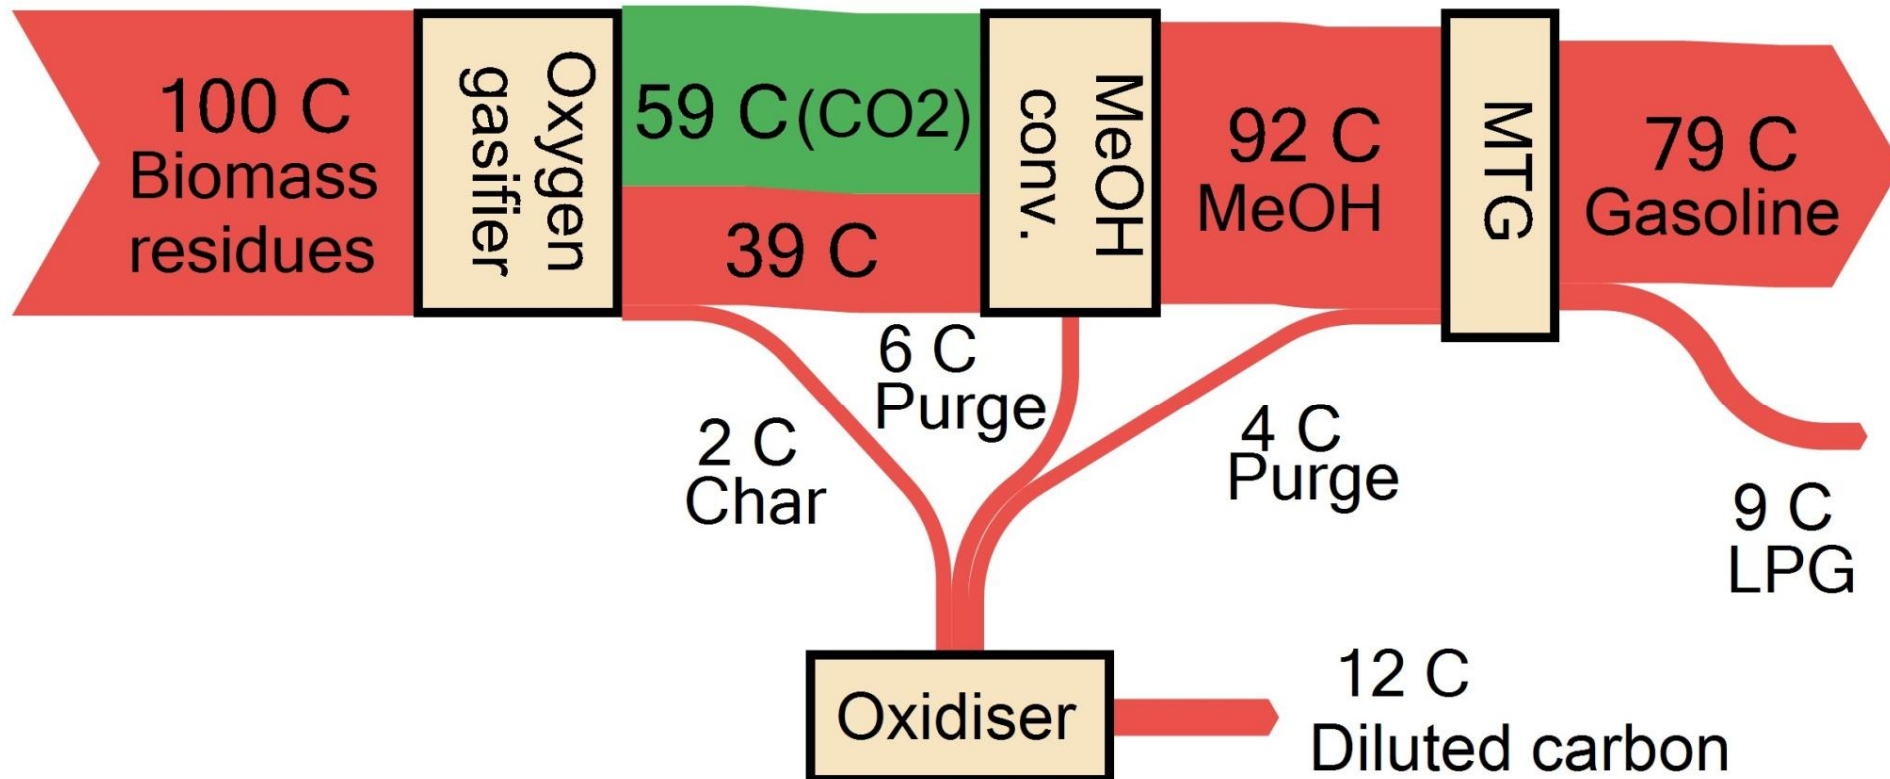 100 C
Biomass
residues
Oxygen
gasifier
59 C (CO2)
39 C
MeOH
conv.
92 C
MeOH
MTG
79 C
Gasoline
2 C
Char
6 C
Purge
4 C
Purge
9 C
LPG
Oxidiser
12 C
Diluted carbon